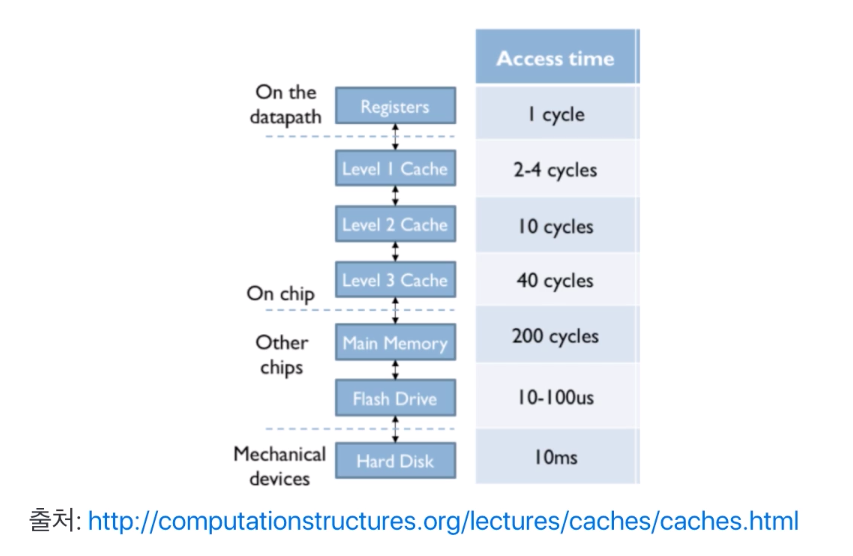 Access time
On the
datapath
Registers
1 cycle
Level 1 Cache
2-4 cycles
Level 2 Cache
10 cycles
Level 3 Cache
40 cycles
On chip
Other
chips
Main Memory
200 cycles
Flash Drive
10-100us
Mechanical
devices
Hard Disk
10ms
출처: http://computationstructures.org/lectures/caches/caches.html